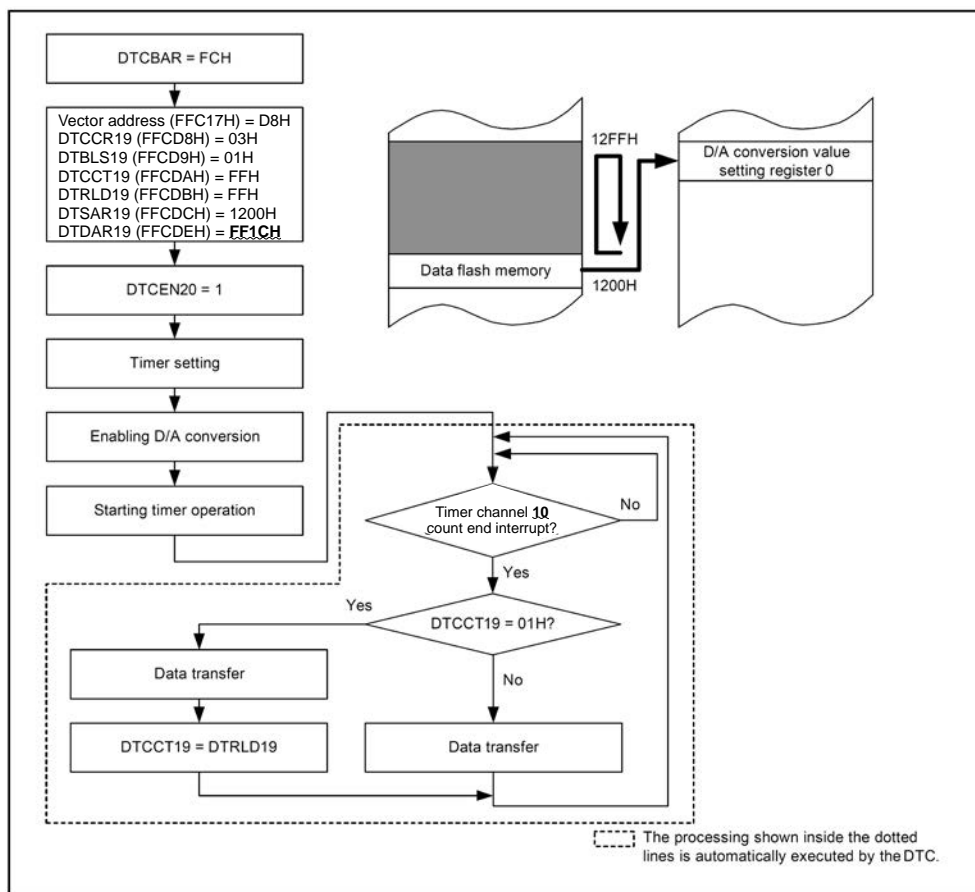 DTCBAR = FCH
Vector address (FFC17H) = D8H
DTCCR19 (FFCD8H) = 03H
DTBLS19 (FFCD9H) = 01H
DTCCT19 (FFCDAH) = FFH
DTRLD19 (FFCDBH) = FFH
DTSAR19 (FFCDCH) = 1200H
DTDAR19 (FFCDEH) = FF1CH
DTCEN20 = 1
Timer setting
Enabling D/A conversion
Starting timer operation
12FFH
D/A conversion value
setting register 0
Data flash memory
1200H
Timer channel 10
count end interrupt?
No
Yes
DTCCT19 = 01H?
Yes
No
Data transfer
DTCCT19 = DTRLD19
Data transfer
The processing shown inside the dotted
lines is automatically executed by the DTC.